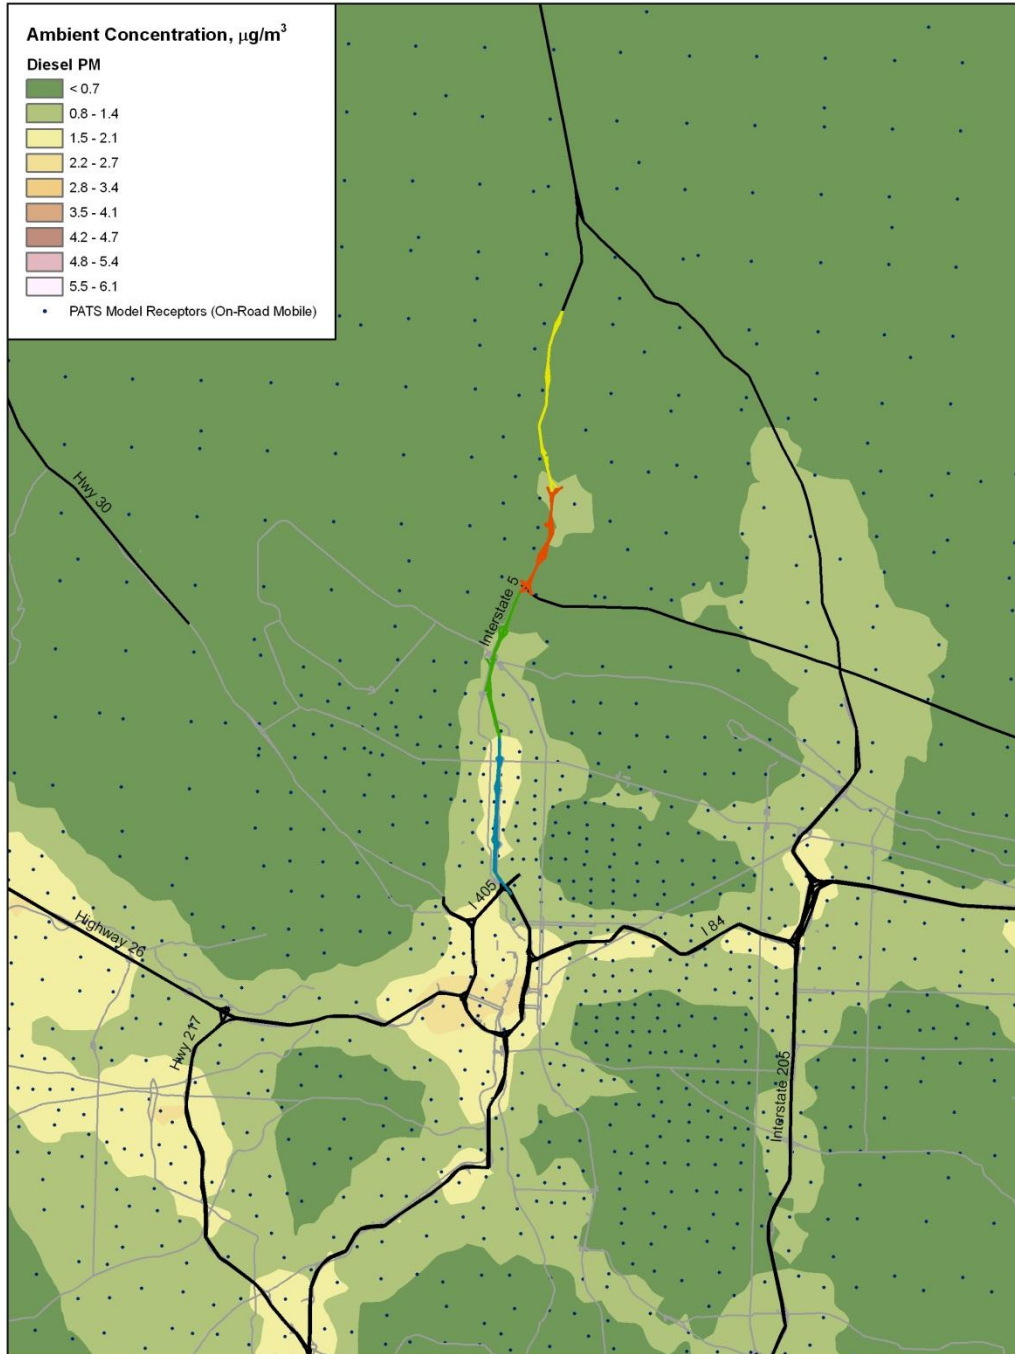 Ambient Concentration, μg/m³
Diesel PM
< 0.7
0.8 - 1.4
1.5 - 2.1
2.2 - 2.7
2.8 - 3.4
3.5 - 4.1
4.2 - 4.7
4.8 - 5.4
5.5 - 6.1
PATS Model Receptors (On-Road Mobile)
Hwy 30
Interstate 5
I 405
I 84
Highway 26
Hwy 217
Interstate 205